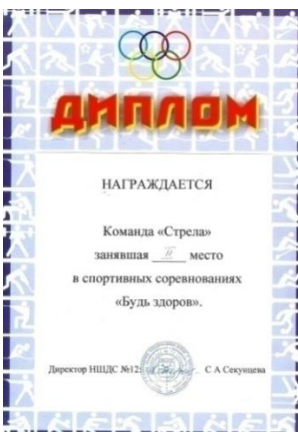 ДИПЛОМ
НАГРАЖДАЕТСЯ
Команда «Стрела»
занявшая II место
в спортивных соревнованиях
«Будь здоров».
Директор НШДС №12: С А Секунцева